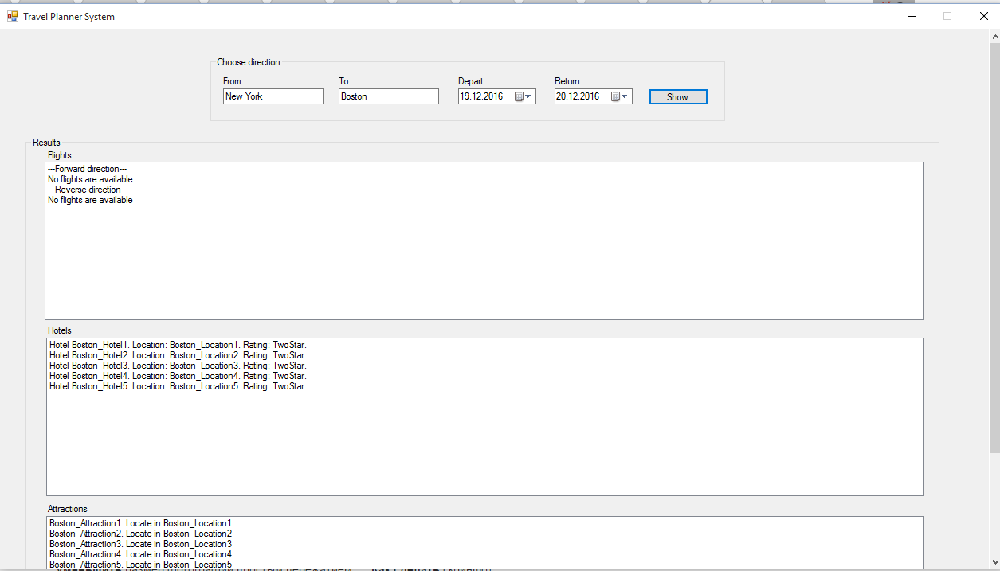 Travel Planner System
Choose direction
From To Depart Return
New York Boston 19.12.2016 20.12.2016 Show
Results
Flights
---Forward direction---
No flights are available
---Reverse direction---
No flights are available
Hotels
Hotel Boston_Hotel1. Location: Boston_Location1. Rating: TwoStar.
Hotel Boston_Hotel2. Location: Boston_Location2. Rating: TwoStar.
Hotel Boston_Hotel3. Location: Boston_Location3. Rating: TwoStar.
Hotel Boston_Hotel4. Location: Boston_Location4. Rating: TwoStar.
Hotel Boston_Hotel5. Location: Boston_Location5. Rating: TwoStar.
Attractions
Boston_Attraction1. Locate in Boston_Location1
Boston_Attraction2. Locate in Boston_Location2
Boston_Attraction3. Locate in Boston_Location3
Boston_Attraction4. Locate in Boston_Location4
Boston_Attraction5. Locate in Boston_Location5